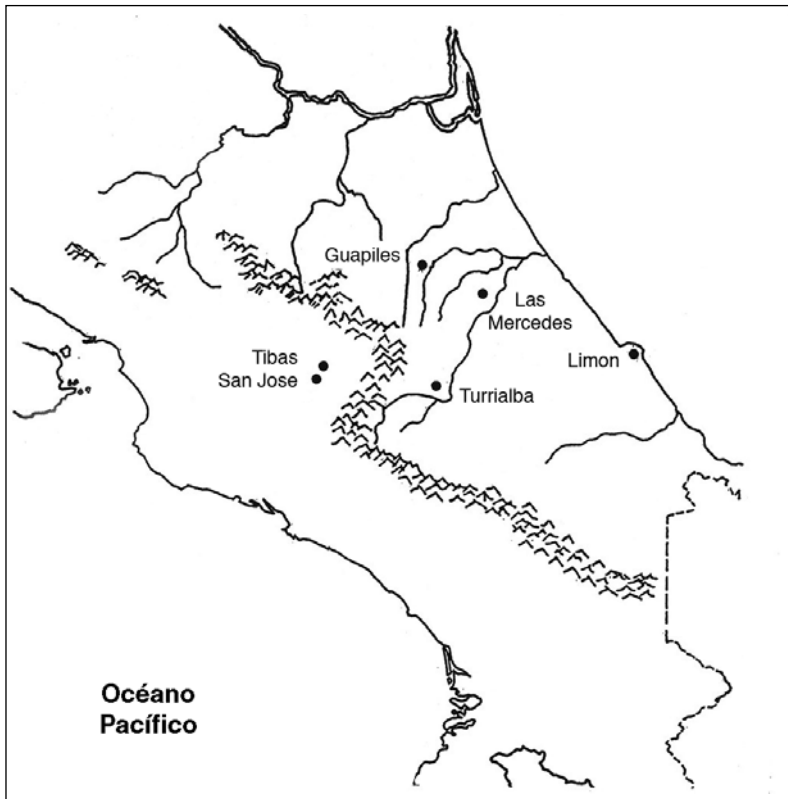 Guapiles
Las
Mercedes
Tibas
San Jose
Limon
Turrialba
Océano
Pacífico